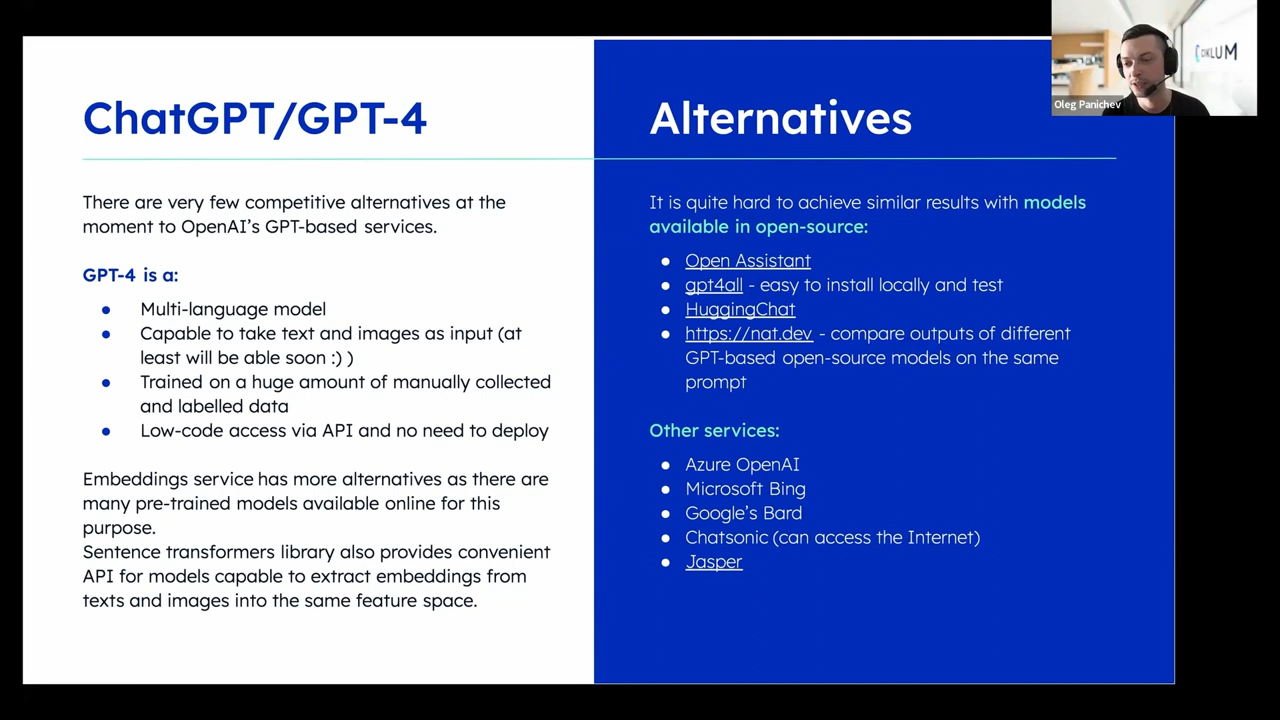 ChatGPT/GPT-4
There are very few competitive alternatives at the
moment to OpenAI's GPT-based services.
GPT-4 is a:
● Multi-language model
● Capable to take text and images as input (at
least will be able soon :) )
● Trained on a huge amount of manually collected
and labelled data
● Low-code access via API and no need to deploy
Embeddings service has more alternatives as there are
many pre-trained models available online for this
purpose.
Sentence transformers library also provides convenient
API for models capable to extract embeddings from
texts and images into the same feature space.
Alternatives
It is quite hard to achieve similar results with models
available in open-source:
● Open Assistant
● gpt4all - easy to install locally and test
● HuggingChat
● https://nat.dev - compare outputs of different
GPT-based open-source models on the same
prompt
Other services:
● Azure OpenAI
● Microsoft Bing
● Google's Bard
● Chatsonic (can access the Internet)
● Jasper
Oleg Panichev